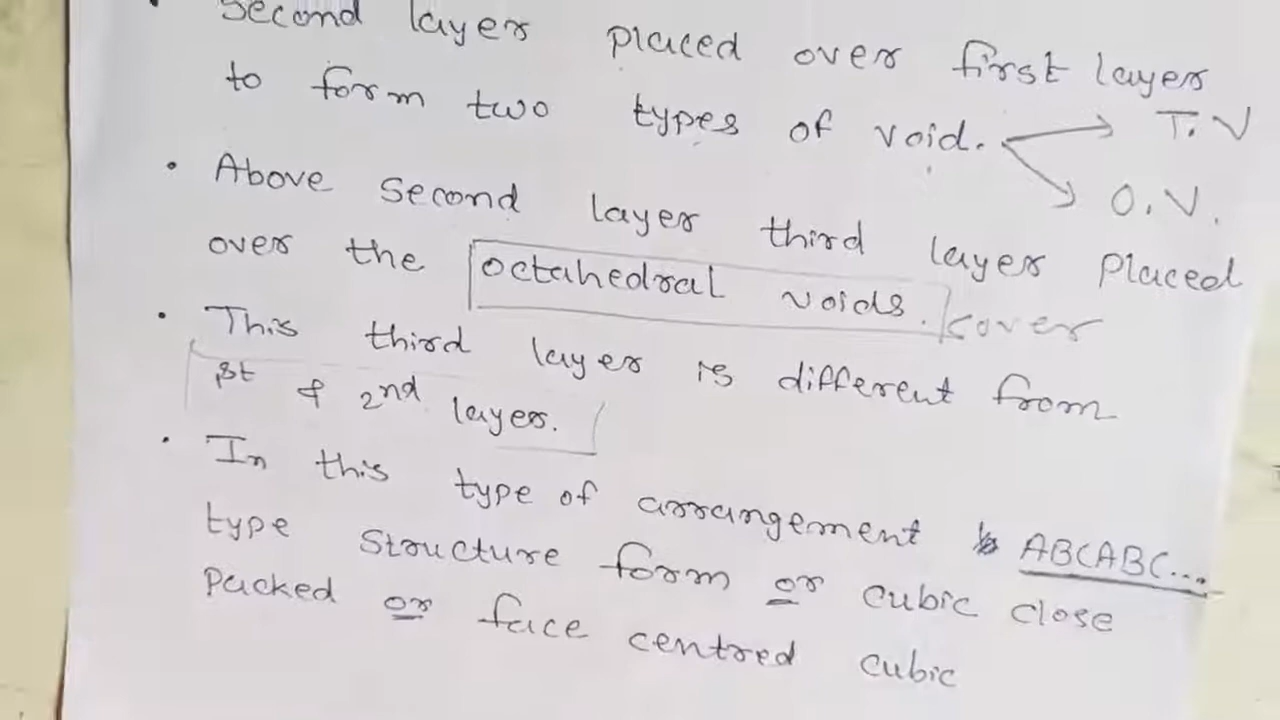 Second layer placed over first layer
to form two types of void. → T.V
→ O.V.
• Above second layer third layer placed
over the octahedral voids. cover
• This third layer is different from
1st & 2nd layer.
• In this type of arrangement ABCABC...
type structure form or cubic close
packed or face centred cubic